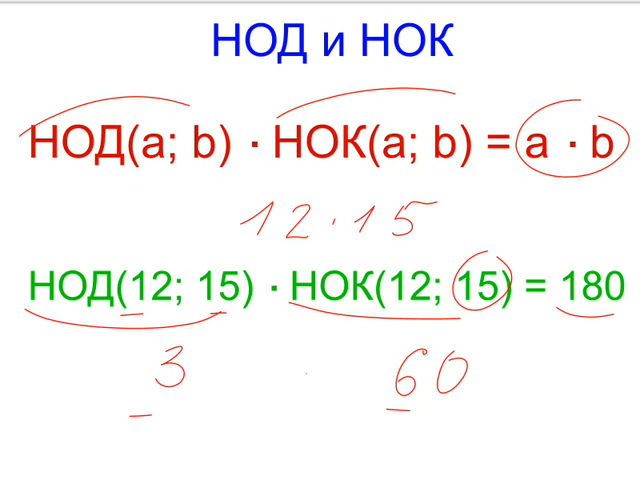 НОД и НОК
НОД(a; b) · НОК(a; b) = a · b
12 · 15
НОД(12; 15) · НОК(12; 15) = 180
3 60